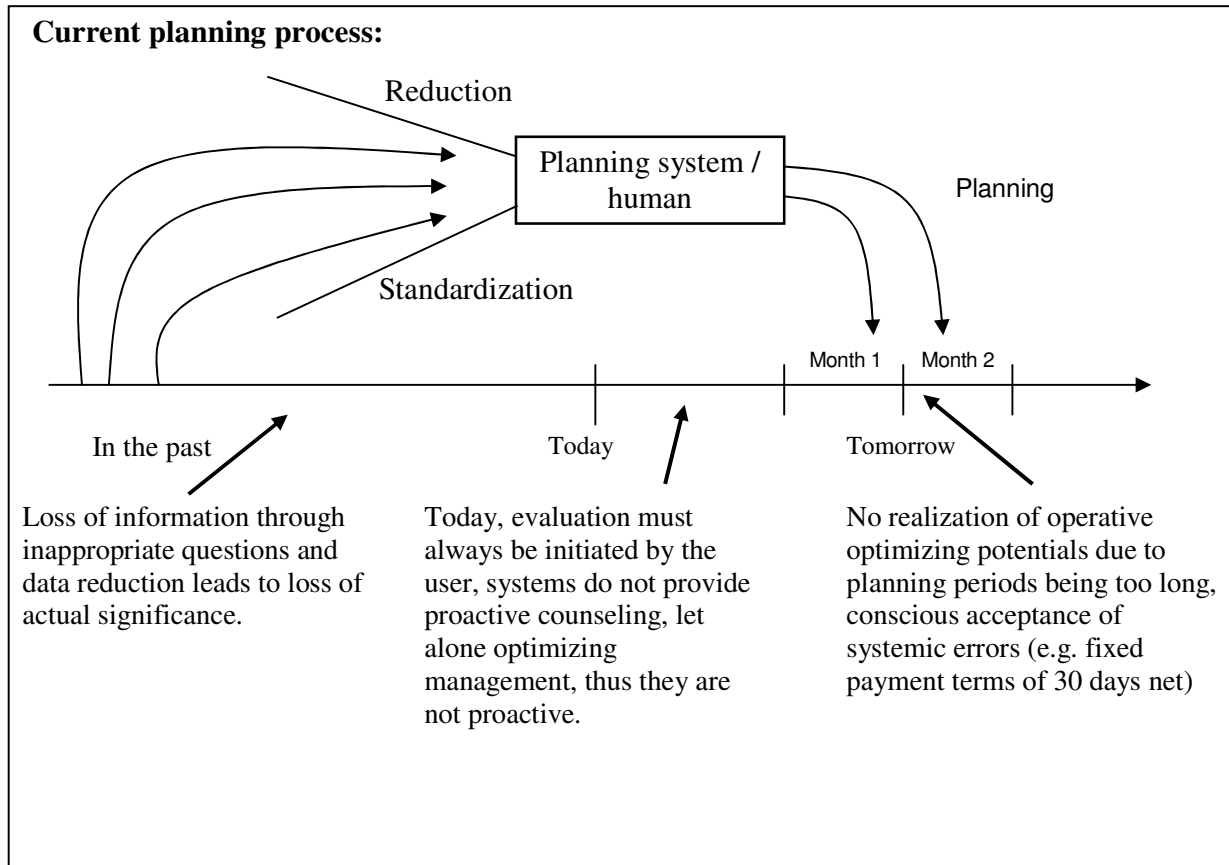 Current planning process:
Reduction
Planning system /
human
Planning
Standardization
Month 1
Month 2
In the past
Today
Tomorrow
Loss of information through
inappropriate questions and
data reduction leads to loss of
actual significance.
Today, evaluation must
always be initiated by the
user, systems do not provide
proactive counseling, let
alone optimizing
management, thus they are
not proactive.
No realization of operative
optimizing potentials due to
planning periods being too long,
conscious acceptance of
systemic errors (e.g. fixed
payment terms of 30 days net)